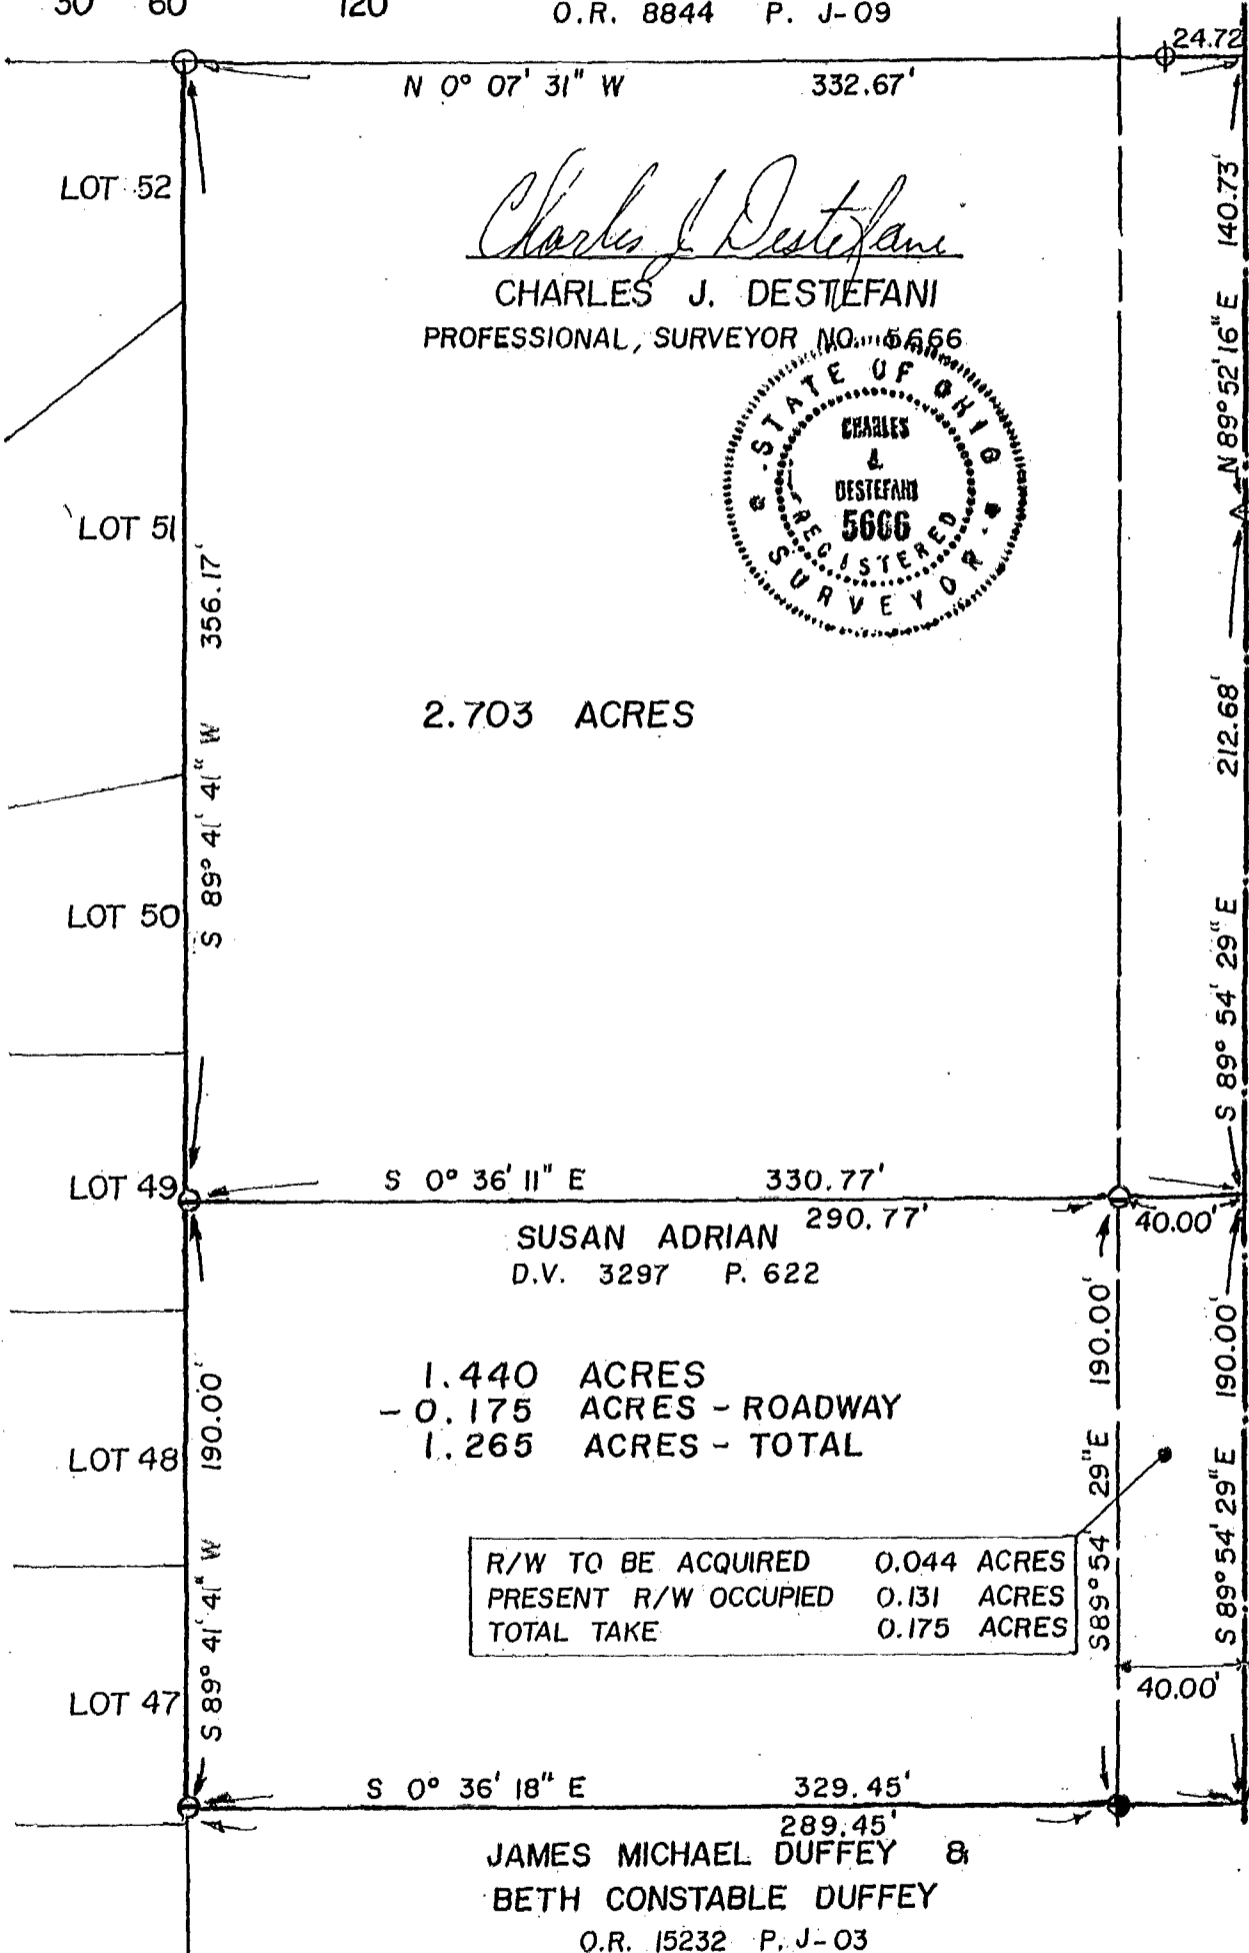 30 60 120
O.R. 8844 P. J-09
24.72
N 0° 07' 31" W 332.67'
LOT 52
Charles J Destefani
CHARLES J. DESTEFANI
PROFESSIONAL, SURVEYOR NO. 5666
STATE OF OHIO
CHARLES
J.
DESTEFANI
5666
REGISTERED
SURVEYOR
N 89° 52' 16" E 140.73'
LOT 51
S 89° 41' 41" W 356.17'
2.703 ACRES
S 89° 54' 29" E 212.68'
LOT 50
LOT 49
S 0° 36' 11" E 330.77'
290.77'
40.00'
SUSAN ADRIAN
D.V. 3297 P. 622
1.440 ACRES
- 0.175 ACRES - ROADWAY
1.265 ACRES - TOTAL
LOT 48
S 89° 41' 41" W 190.00'
S 89° 54' 29" E 190.00'
S 89° 54' 29" E 190.00'
R/W TO BE ACQUIRED 0.044 ACRES
PRESENT R/W OCCUPIED 0.131 ACRES
TOTAL TAKE 0.175 ACRES
LOT 47
40.00'
S 0° 36' 18" E 329.45'
289.45'
JAMES MICHAEL DUFFEY &
BETH CONSTABLE DUFFEY
O.R. 15232 P. J-03